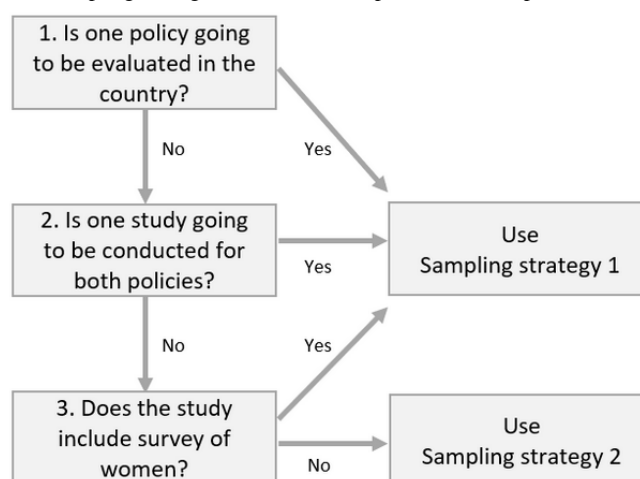 1. Is one policy going
to be evaluated in the
country?
No
Yes
2. Is one study going
to be conducted for
both policies?
Yes
Use
Sampling strategy 1
No
Yes
3. Does the study
include survey of
women?
No
Use
Sampling strategy 2